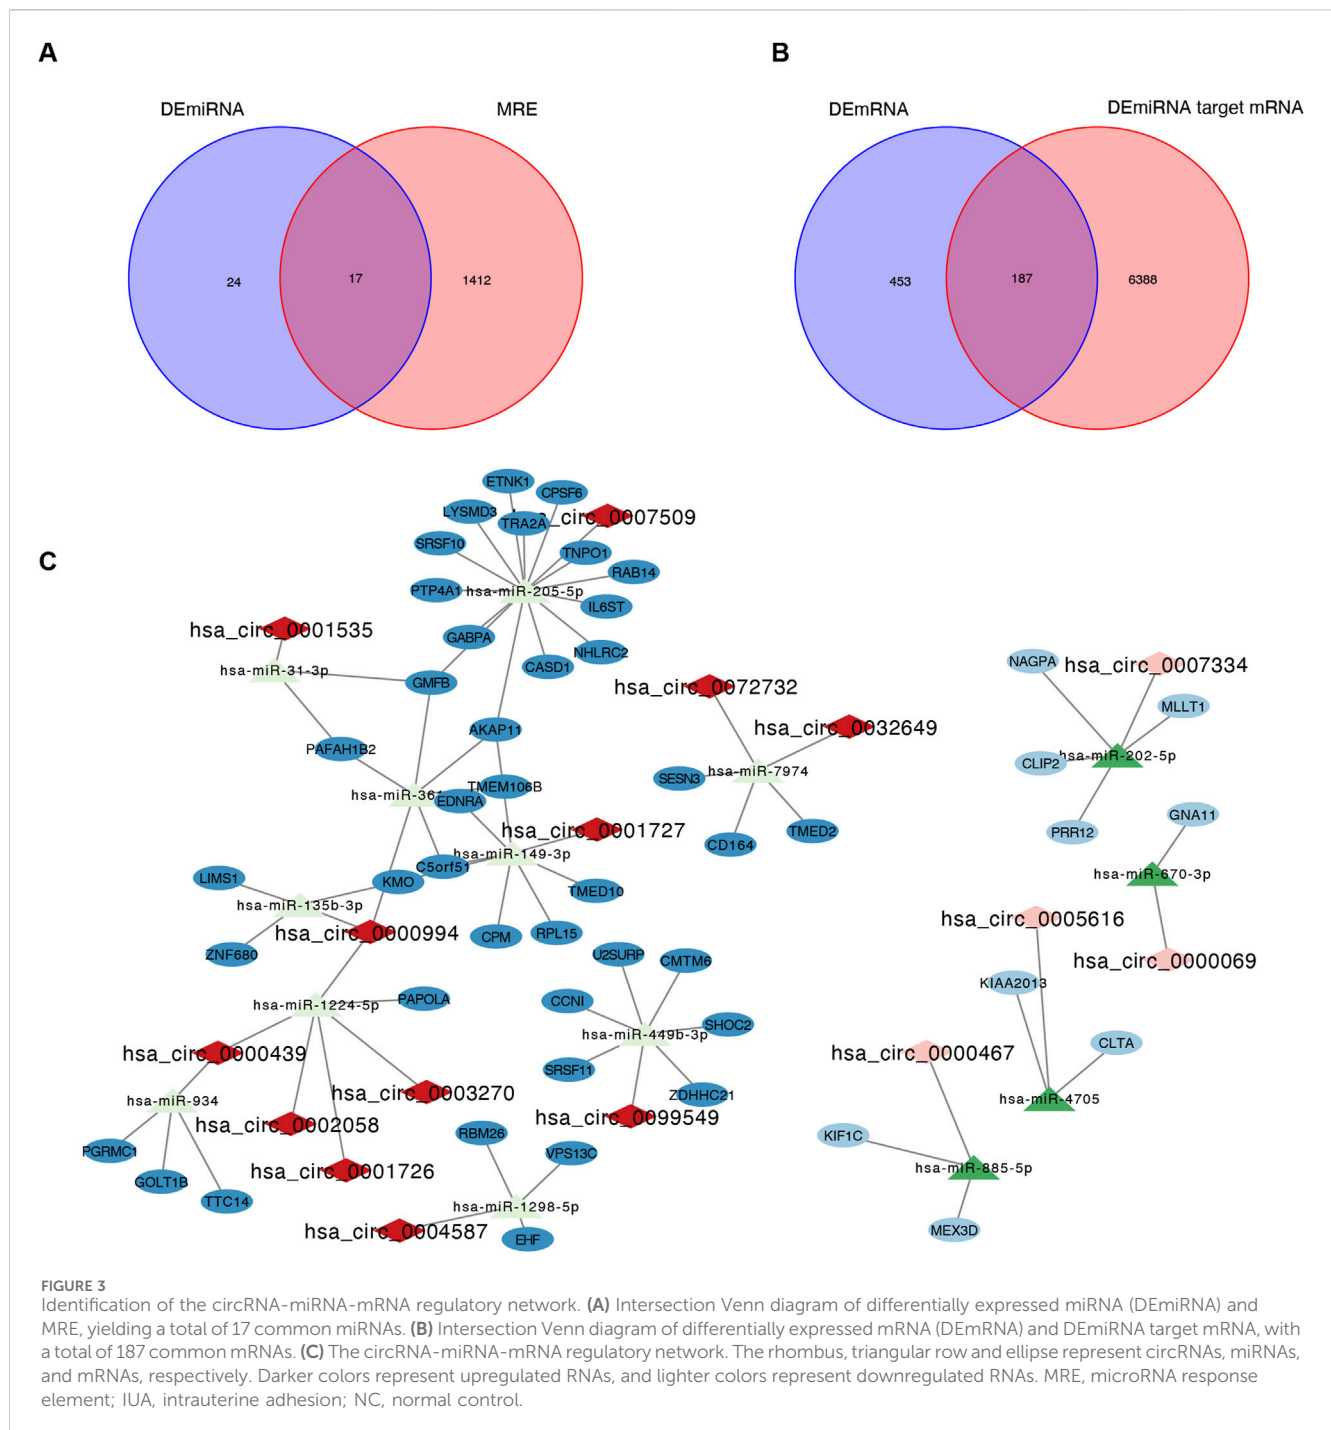 A
B
DEmiRNA
MRE
DEmRNA
DEmiRNA target mRNA
24
17
1412
453
187
6388
C
ETNK1
CPSF6
LYSMD3
TRA2A
circ_0007509
SRSF10
TNPO1
RAB14
PTP4A1
hsa-miR-205-5p
IL6ST
hsa_circ_0001535
GABPA
NHLRC2
CASD1
hsa-miR-31-3p
GMFB
NAGPA
hsa_circ_0007334
hsa_circ_0072732
MLLT1
AKAP11
hsa_circ_0032649
PAFAH1B2
hsa-miR-202-5p
CLIP2
hsa-miR-7974
SESN3
TMEM106B
hsa-miR-361
EDNRA
GNA11
hsa_circ_0001727
TMED2
PRR12
CD164
hsa-miR-149-3p
C5orf51
hsa-miR-670-3p
LIMS1
KMO
TMED10
hsa-miR-135b-3p
hsa_circ_0005616
hsa_circ_0000994
CPM
RPL15
ZNF680
U2SURP
CMTM6
hsa_circ_0000069
KIAA2013
PAPOLA
CCNI
hsa-miR-1224-5p
SHOC2
hsa-miR-449b-3p
CLTA
hsa_circ_0000439
hsa_circ_0000467
SRSF11
hsa_circ_0003270
ZDHHC21
hsa-miR-934
hsa-miR-4705
hsa_circ_0002058
hsa_circ_0099549
RBM26
KIF1C
PGRMC1
VPS13C
hsa_circ_0001726
hsa-miR-885-5p
GOLT1B
TTC14
hsa-miR-1298-5p
hsa_circ_0004587
MEX3D
EHF
FIGURE 3
Identification of the circRNA-miRNA-mRNA regulatory network. (A) Intersection Venn diagram of differentially expressed miRNA (DEmiRNA) and
MRE, yielding a total of 17 common miRNAs. (B) Intersection Venn diagram of differentially expressed mRNA (DEmRNA) and DEmiRNA target mRNA, with
a total of 187 common mRNAs. (C) The circRNA-miRNA-mRNA regulatory network. The rhombus, triangular row and ellipse represent circRNAs, miRNAs,
and mRNAs, respectively. Darker colors represent upregulated RNAs, and lighter colors represent downregulated RNAs. MRE, microRNA response
element; IUA, intrauterine adhesion; NC, normal control.